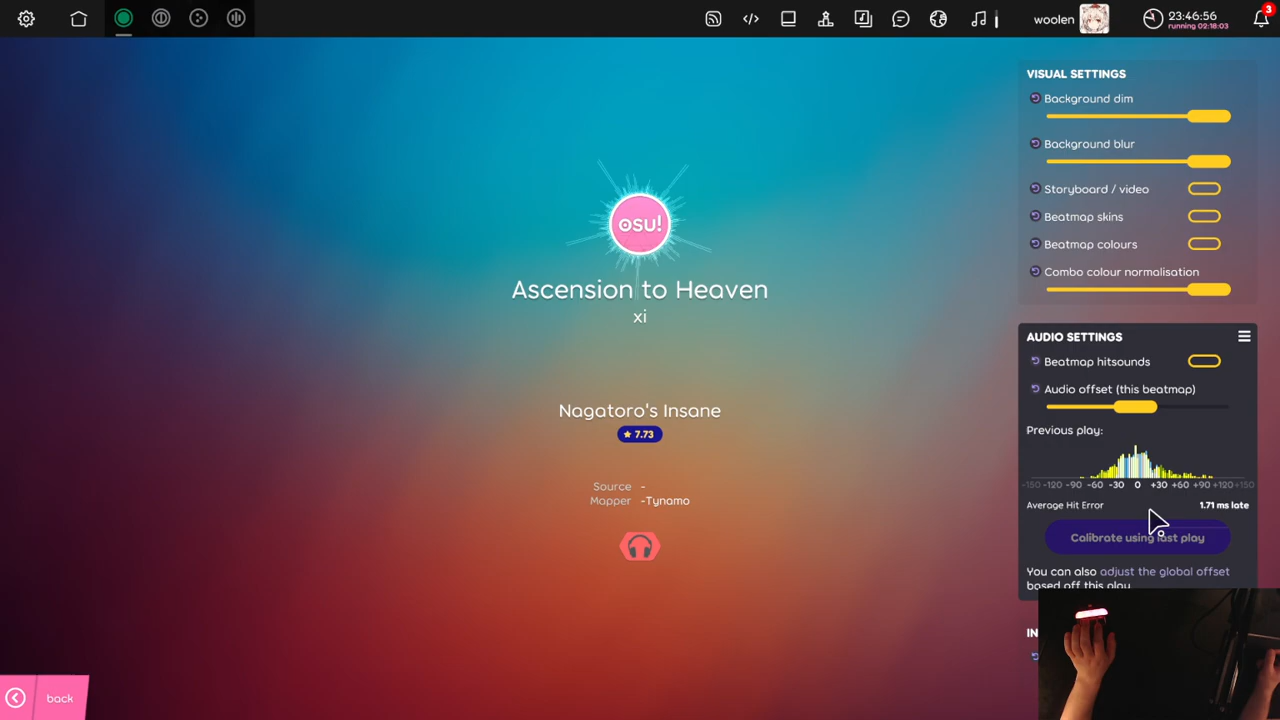 woolen
23:46:56
running 02:18:03
3
VISUAL SETTINGS
Background dim
Background blur
Storyboard / video
Beatmap skins
Beatmap colours
Combo colour normalisation
osu!
Ascension to Heaven
xi
Nagatoro's Insane
7.73
Source -
Mapper -Tynamo
AUDIO SETTINGS
Beatmap hitsounds
Audio offset (this beatmap)
Previous play:
-150 -120 -90 -60 -30 0 +30 +60 +90 +120 +150
Average Hit Error 1.71 ms late
Calibrate using last play
You can also adjust the global offset
based off this play.
IN
back